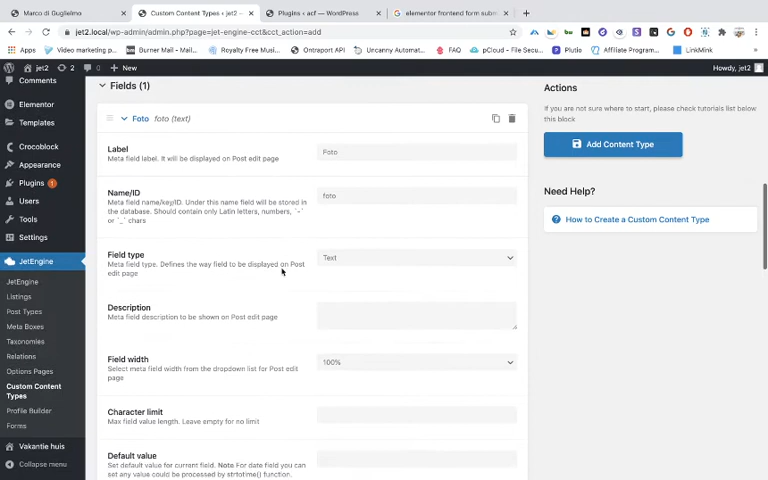 Marco di Guglielmo
Custom Content Types ‹ jet2 –
Plugins ‹ acf — WordPress
elementor frontend form subm
jet2.local/wp-admin/admin.php?page=jet-engine-cct&cct_action=add
Apps
Video marketing p...
Burner Mail - Mail...
Royalty Free Musi...
Ontraport API
Uncanny Automat...
FAQ
pCloud - File Secu...
Plutio
Affiliate Program...
LinkMink
jet2
2
0
New
Howdy, jet2
Comments
Elementor
Templates
Crocoblock
Appearance
Plugins 1
Users
Tools
Settings
JetEngine
JetEngine
Listings
Post Types
Meta Boxes
Taxonomies
Relations
Options Pages
Custom Content
Types
Profile Builder
Forms
Vakantie huis
Collapse menu
Fields (1)
Foto foto (text)
Label
Meta field label. It will be displayed on Post edit page
Foto
Name/ID
Meta field name/key/ID. Under this name field will be stored in
the database. Should contain only Latin letters, numbers, `-`
or `_` chars
foto
Field type
Meta field type. Defines the way field to be displayed on Post
edit page
Text
Description
Meta field description to be shown on Post edit page
Field width
Select meta field width from the dropdown list for Post edit
page
100%
Character limit
Max field value length. Leave empty for no limit
Default value
Set default value for current field. Note For date field you can
set any value could be processed by strtotime() function.
Actions
If you are not sure where to start, please check tutorials list below
this block
Add Content Type
Need Help?
How to Create a Custom Content Type